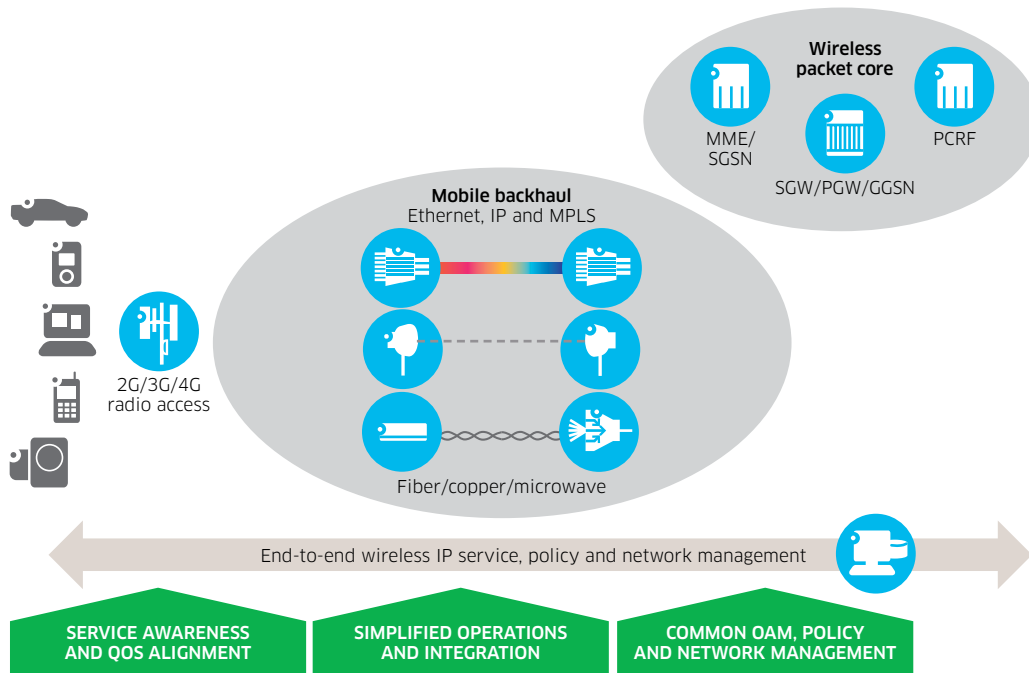 Wireless
packet core
MME/
SGSN
PCRF
SGW/PGW/GGSN
Mobile backhaul
Ethernet, IP and MPLS
2G/3G/4G
radio access
Fiber/copper/microwave
End-to-end wireless IP service, policy and network management
SERVICE AWARENESS
AND QOS ALIGNMENT
SIMPLIFIED OPERATIONS
AND INTEGRATION
COMMON OAM, POLICY
AND NETWORK MANAGEMENT